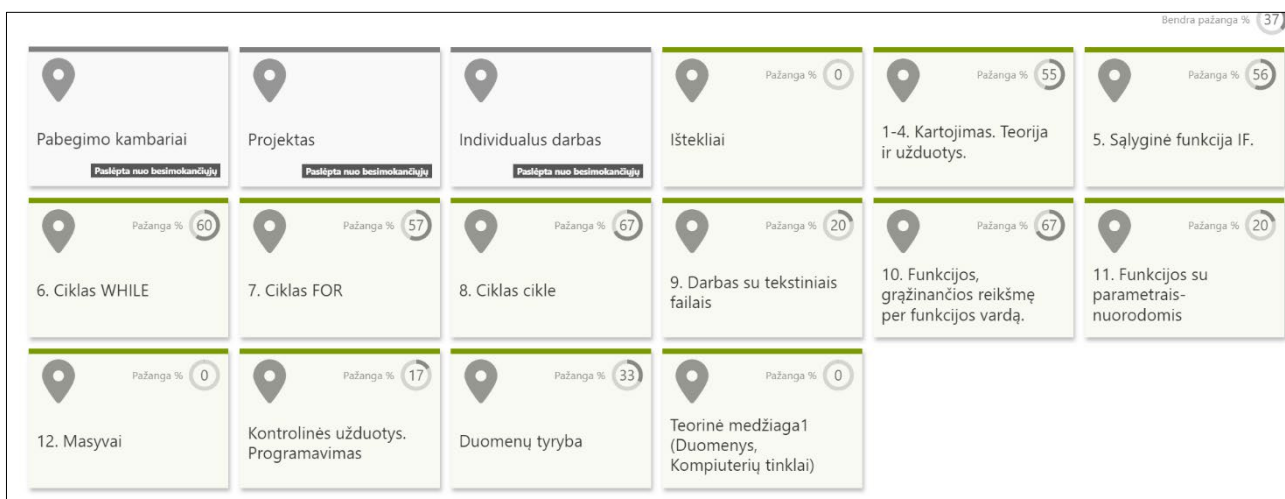 Bendra pažanga % 37
Pabegimo kambariai
Paslėpta nuo besimokančiųjų
Projektas
Paslėpta nuo besimokančiųjų
Individualus darbas
Paslėpta nuo besimokančiųjų
Pažanga % 0
Ištekliai
Pažanga % 55
1-4. Kartojimas. Teorija
ir užduotys.
Pažanga % 56
5. Sąlyginė funkcija IF.
Pažanga % 60
6. Ciklas WHILE
Pažanga % 57
7. Ciklas FOR
Pažanga % 67
8. Ciklas cikle
Pažanga % 20
9. Darbas su tekstiniais
failais
Pažanga % 67
10. Funkcijos,
grąžinančios reikšmę
per funkcijos vardą.
Pažanga % 20
11. Funkcijos su
parametrais-
nuorodomis
Pažanga % 0
12. Masyvai
Pažanga % 17
Kontrolinės užduotys.
Programavimas
Pažanga % 33
Duomenų tyryba
Pažanga % 0
Teorinė medžiaga1
(Duomenys,
Kompiuterių tinklai)